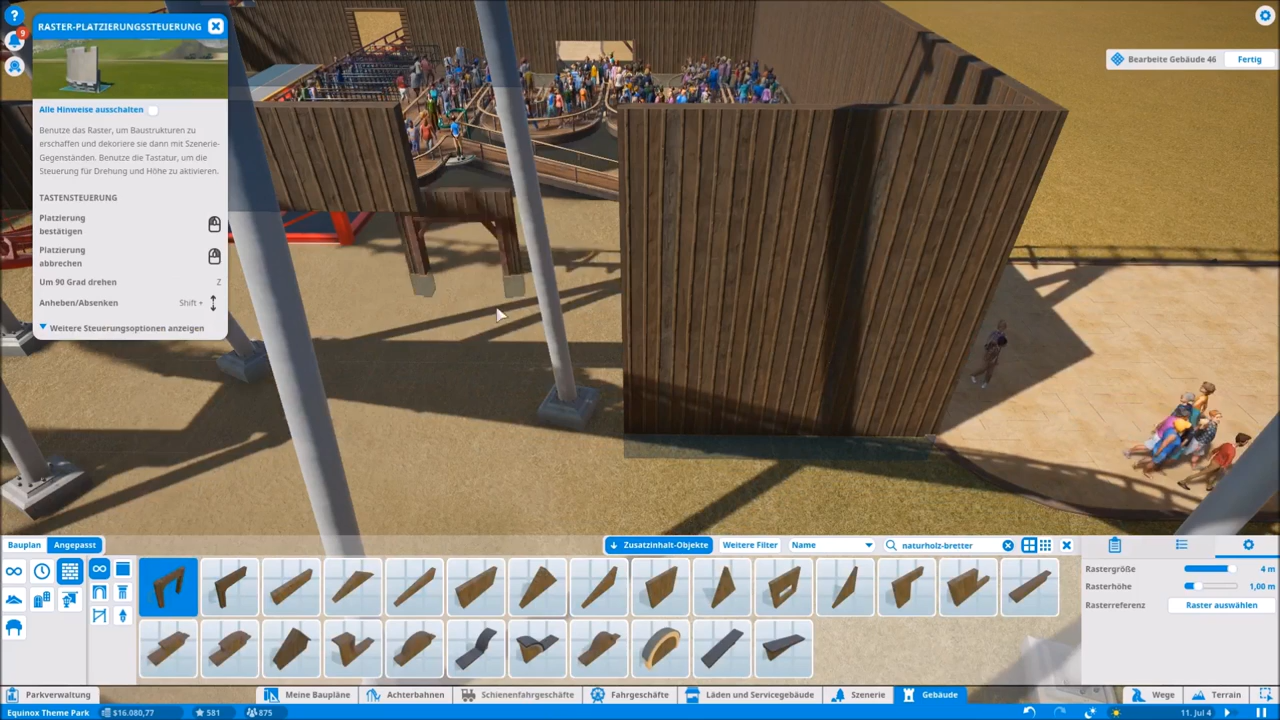 ?
9
RASTER-PLATZIERUNGSSTEUERUNG
Alle Hinweise ausschalten
Benutze das Raster, um Baustrukturen zu
erschaffen und dekoriere sie dann mit Szenerie-
Gegenständen. Benutze die Tastatur, um die
Steuerung für Drehung und Höhe zu aktivieren.
TASTENSTEUERUNG
Platzierung
bestätigen
Platzierung
abbrechen
Um 90 Grad drehen Z
Anheben/Absenken Shift +
Weitere Steuerungsoptionen anzeigen
Bearbeite Gebäude 46 Fertig
Bauplan Angepasst
Zusatzinhalt-Objekte Weitere Filter Name naturholz-bretter
Rastergröße 4 m
Rasterhöhe 1,00 m
Rasterreferenz Raster auswählen
Parkverwaltung Meine Baupläne Achterbahnen Schienenfahrgeschäfte Fahrgeschäfte Läden und Servicegebäude Szenerie Gebäude Wege Terrain
Equinox Theme Park $16.080,77 581 875 11. Jul 4